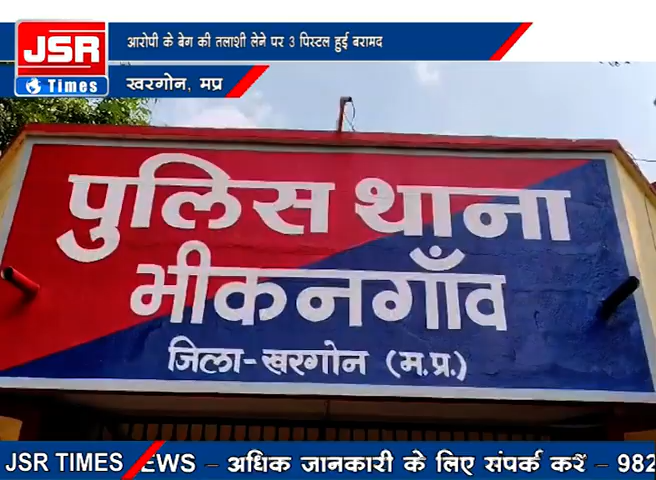 JSR
Times
आरोपी के बेग की तलाशी लेने पर 3 पिस्टल हुई बरामद
खरगोन, मप्र
पुलिस थाना
भीकनगाँव
जिला-खरगोन (म.प्र.)
JSR TIMES EWS – अधिक जानकारी के लिए संपर्क करें – 982